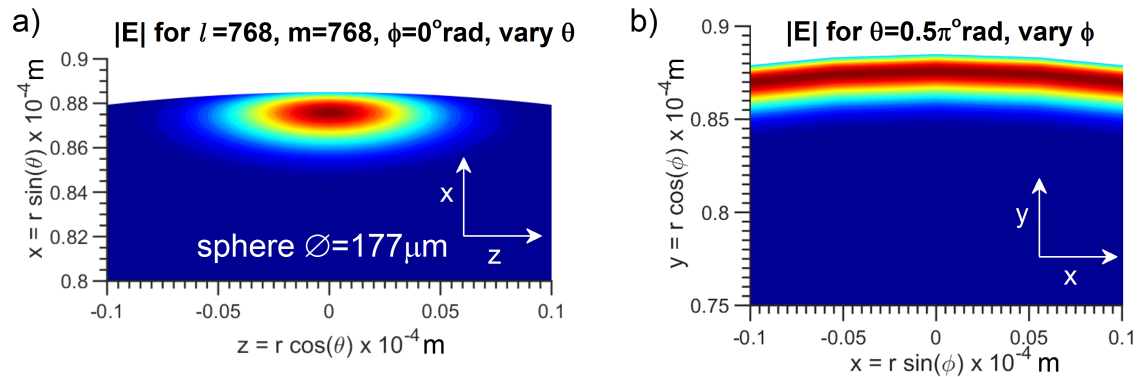 a)
|E| for l =768, m=768, ϕ=0°rad, vary θ
0.9
0.88
0.86
0.84
0.82
0.8
x = r sin(θ) x 10⁻⁴ m
x
z
sphere ∅=177μm
-0.1
-0.05
0
0.05
0.1
z = r cos(θ) x 10⁻⁴ m
b)
|E| for θ=0.5π°rad, vary ϕ
0.9
0.85
0.8
0.75
y = r cos(ϕ) x 10⁻⁴m
y
x
-0.1
-0.05
0
0.05
0.1
x = r sin(ϕ) x 10⁻⁴ m